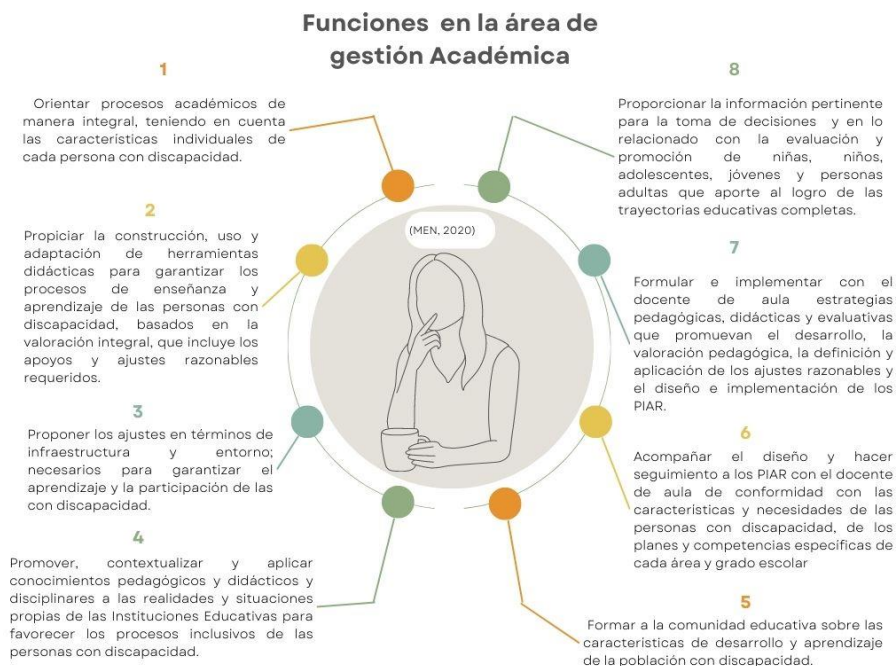 Funciones en la área de
gestión Académica
1
Orientar procesos académicos de
manera integral, teniendo en cuenta
las características individuales de
cada persona con discapacidad.
2
Propiciar la construcción, uso y
adaptación de herramientas
didácticas para garantizar los
procesos de enseñanza y
aprendizaje de las personas con
discapacidad, basados en la
valoración integral, que incluye los
apoyos y ajustes razonables
requeridos.
3
Proponer los ajustes en términos de
infraestructura y entorno;
necesarios para garantizar el
aprendizaje y la participación de las
con discapacidad.
4
Promover, contextualizar y aplicar
conocimientos pedagógicos y didácticos y
disciplinares a las realidades y situaciones
propias de las Instituciones Educativas para
favorecer los procesos inclusivos de las
personas con discapacidad.
(MEN, 2020)
5
Formar a la comunidad educativa sobre las
características de desarrollo y aprendizaje
de la población con discapacidad.
6
Acompañar el diseño y hacer
seguimiento a los PIAR con el docente
de aula de conformidad con las
características y necesidades de las
personas con discapacidad, de los
planes y competencias específicas de
cada área y grado escolar
7
Formular e implementar con el
docente de aula estrategias
pedagógicas, didácticas y evaluativas
que promuevan el desarrollo, la
valoración pedagógica, la definición y
aplicación de los ajustes razonables y
el diseño e implementación de los
PIAR.
8
Proporcionar la información pertinente
para la toma de decisiones y en lo
relacionado con la evaluación y
promoción de niñas, niños,
adolescentes, jóvenes y personas
adultas que aporte al logro de las
trayectorias educativas completas.